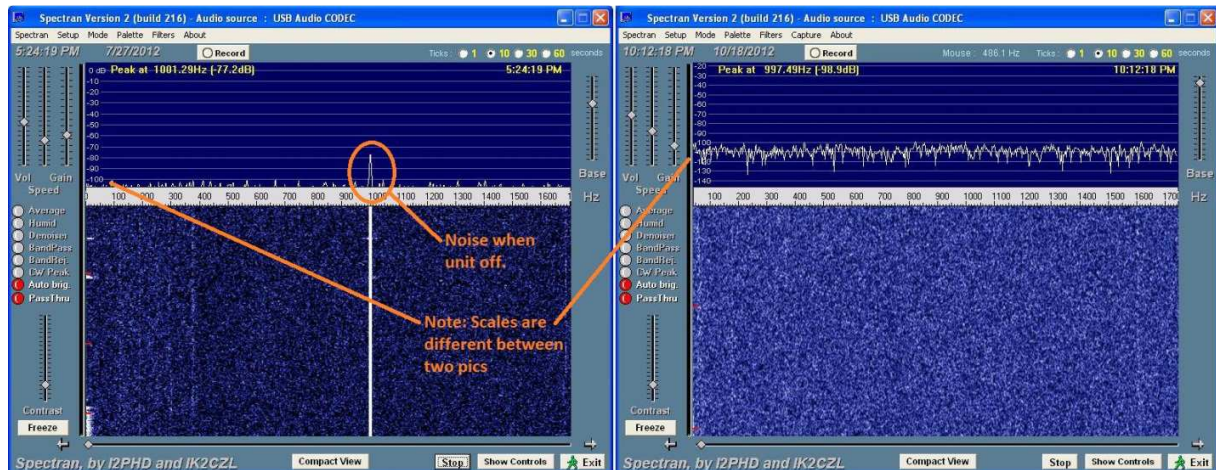 Spectran Version 2 (build 216) - Audio source : USB Audio CODEC
Spectran Setup Mode Palette Filters About
5:24:19 PM 7/27/2012 Record Ticks: 1 10 30 60 seconds
0 dB Peak at 1001.29Hz (-77.2dB) 5:24:19 PM
-10
-20
-30
-40
-50
-60
-70
-80
-90
-100
Vol Gain
Speed
Base
100 200 300 400 500 600 700 800 900 1000 1100 1200 1300 1400 1500 1600
Hz
Average
Humid
Denoiser
BandPass
BandRej.
CW Peak
Auto brig.
PassThru
Contrast
Freeze
Noise when
unit off.
Note: Scales are
different between
two pics
Spectran, by I2PHD and IK2CZL Compact View Stop Show Controls Exit
Spectran Version 2 (build 216) - Audio source : USB Audio CODEC
Spectran Setup Mode Palette Filters Capture About
10:12:18 PM 10/18/2012 Record Mouse : 486.1 Hz Ticks: 1 10 30 60 seconds
-20 Peak at 997.49Hz (-98.9dB) 10:12:18 PM
-30
-40
-50
-60
-70
-80
-90
-100
-110
-120
-130
-140
Vol Gain
Speed
Base
100 200 300 400 500 600 700 800 900 1000 1100 1200 1300 1400 1500 1600 1700
Hz
Average
Humid
Denoiser
BandPass
BandRej.
CW Peak
Auto brig.
PassThru
Contrast
Freeze
Spectran, by I2PHD and IK2CZL Compact View Stop Show Controls Exit